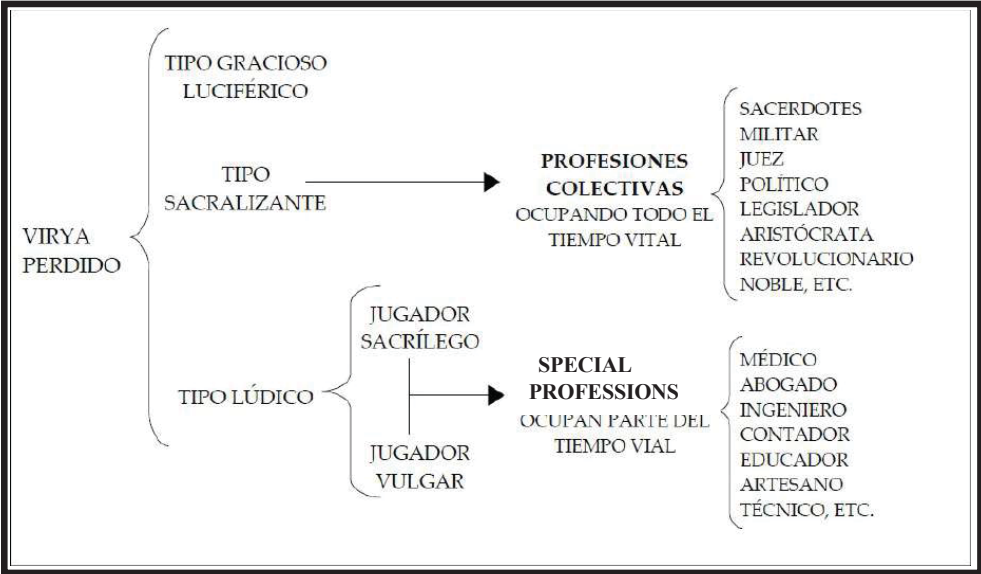 VIRYA
PERDIDO
TIPO GRACIOSO
LUCIFÉRICO
TIPO
SACRALIZANTE
PROFESIONES
COLECTIVAS
OCUPANDO TODO EL
TIEMPO VITAL
SACERDOTES
MILITAR
JUEZ
POLÍTICO
LEGISLADOR
ARISTÓCRATA
REVOLUCIONARIO
NOBLE, ETC.
TIPO LÚDICO
JUGADOR
SACRÍLEGO
JUGADOR
VULGAR
SPECIAL
PROFESSIONS
OCUPAN PARTE DEL
TIEMPO VIAL
MÉDICO
ABOGADO
INGENIERO
CONTADOR
EDUCADOR
ARTESANO
TÉCNICO, ETC.